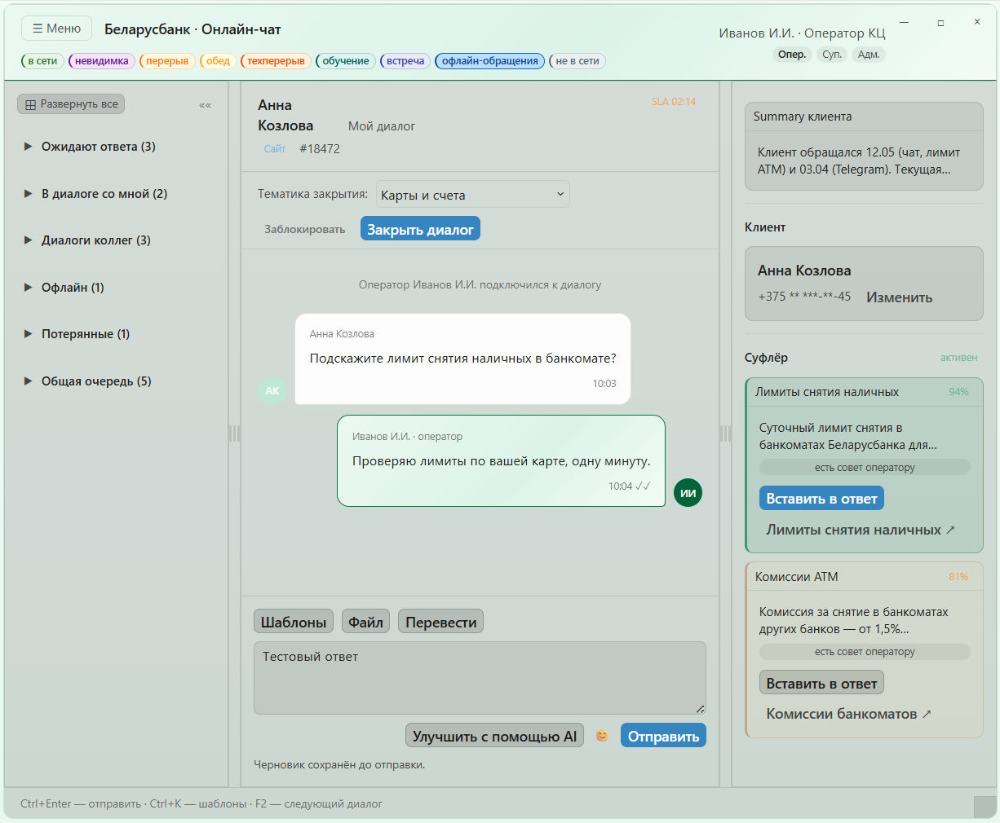 ☰ Меню
Беларусбанк · Онлайн-чат
Иванов И.И. · Оператор КЦ
в сети
невидимка
перерыв
обед
техперерыв
обучение
встреча
офлайн-обращения
не в сети
Опер.
Суп.
Адм.
Развернуть все
««
Ожидают ответа (3)
В диалоге со мной (2)
Диалоги коллег (3)
Офлайн (1)
Потерянные (1)
Общая очередь (5)
Анна
Козлова
Мой диалог
SLA 02:14
Сайт
#18472
Тематика закрытия:
Карты и счета
Заблокировать
Закрыть диалог
Оператор Иванов И.И. подключился к диалогу
Анна Козлова
Подскажите лимит снятия наличных в банкомате?
10:03
АК
Иванов И.И. · оператор
Проверяю лимиты по вашей карте, одну минуту.
10:04 ✓✓
ИИ
Шаблоны
Файл
Перевести
Тестовый ответ
Улучшить с помощью AI
Отправить
Черновик сохранён до отправки.
Summary клиента
Клиент обращался 12.05 (чат, лимит
ATM) и 03.04 (Telegram). Текущая...
Клиент
Анна Козлова
+375 ** ***-**-45
Изменить
Суфлёр
активен
Лимиты снятия наличных
94%
Суточный лимит снятия в
банкоматах Беларусбанка для...
есть совет оператору
Вставить в ответ
Лимиты снятия наличных ↗
Комиссии ATM
81%
Комиссия за снятие в банкоматах
других банков — от 1,5%...
есть совет оператору
Вставить в ответ
Комиссии банкоматов ↗
Ctrl+Enter — отправить · Ctrl+K — шаблоны · F2 — следующий диалог